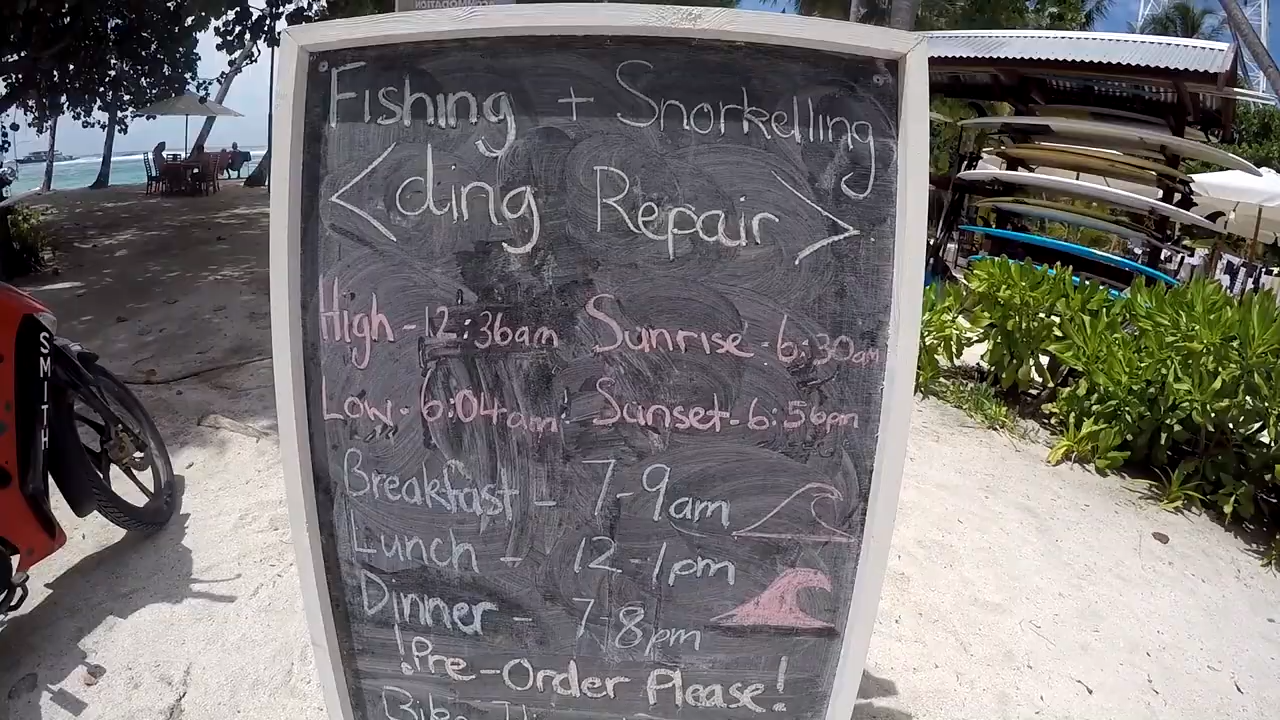 Fishing + Snorkelling
<ding Repair>
High - 12:36am Sunrise - 6:30am
Low - 6:04am! Sunset - 6:56pm
Breakfast - 7-9am
Lunch - 12-1pm
Dinner - 7-8pm
!Pre-Order Please!
SMITH